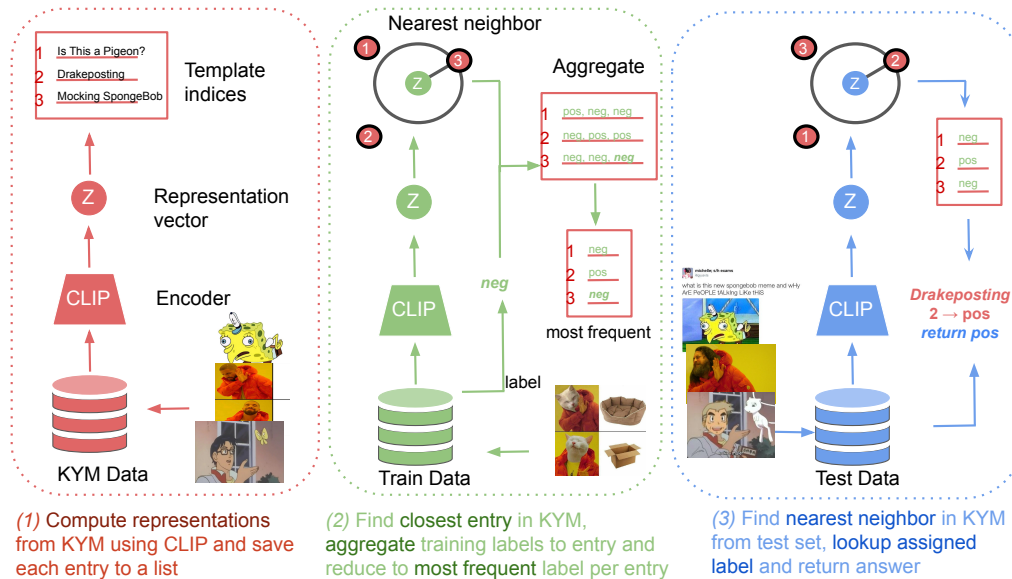 1 Is This a Pigeon?
2 Drakeposting
3 Mocking SpongeBob
Template
indices
Z
Representation
vector
CLIP
Encoder
KYM Data
(1) Compute representations
from KYM using CLIP and save
each entry to a list
Nearest neighbor
1
3
Z
2
Aggregate
1 pos, neg, neg
2 neg, pos, pos
3 neg, neg, neg
Z
1 neg
2 pos
3 neg
most frequent
neg
CLIP
label
Train Data
(2) Find closest entry in KYM,
aggregate training labels to entry and
reduce to most frequent label per entry
3
2
Z
1
1 neg
2 pos
3 neg
Z
what is this new spongebob meme and wHy
ArE PeOPLE tALkIng LiKe tHIS
CLIP
Drakeposting
2 → pos
return pos
Test Data
(3) Find nearest neighbor in KYM
from test set, lookup assigned
label and return answer